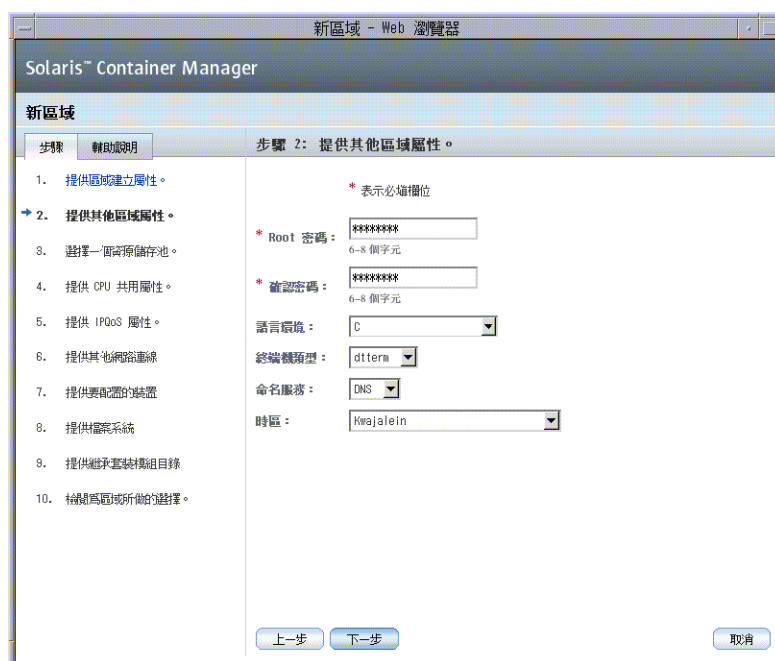 新區域 - Web 瀏覽器
Solaris™ Container Manager
新區域
步驟 輔助說明
1. 提供區域建立屬性。
2. 提供其他區域屬性。
3. 選擇一個資源儲存池。
4. 提供 CPU 共用屬性。
5. 提供 IPQoS 屬性。
6. 提供其他網路連線
7. 提供要配置的裝置
8. 提供檔案系統
9. 提供繼承套裝模組目錄
10. 檢閱為區域所做的選擇。
步驟 2: 提供其他區域屬性。
* 表示必填欄位
* Root 密碼: ********
6-8 個字元
* 確認密碼: ********
6-8 個字元
語言環境: C
終端機類型: dtterm
命名服務: DNS
時區: Kwajalein
上一步 下一步 取消